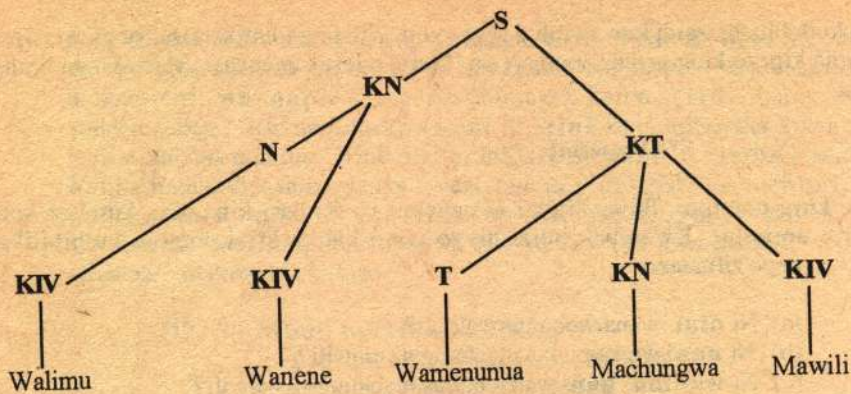 S
KN
N
KT
KIV
KIV
T
KN
KIV
Walimu
Wanene
Wamenunua
Machungwa
Mawili